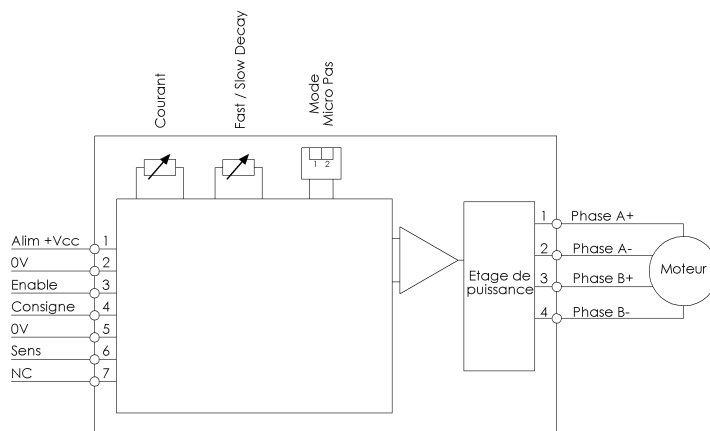 Courant
Fast / Slow Decay
Mode
Micro Pas
1 2
Alim +Vcc 1
0V 2
Enable 3
Consigne 4
0V 5
Sens 6
NC 7
Etage de
puissance
1 Phase A+
2 Phase A-
3 Phase B+
4 Phase B-
Moteur